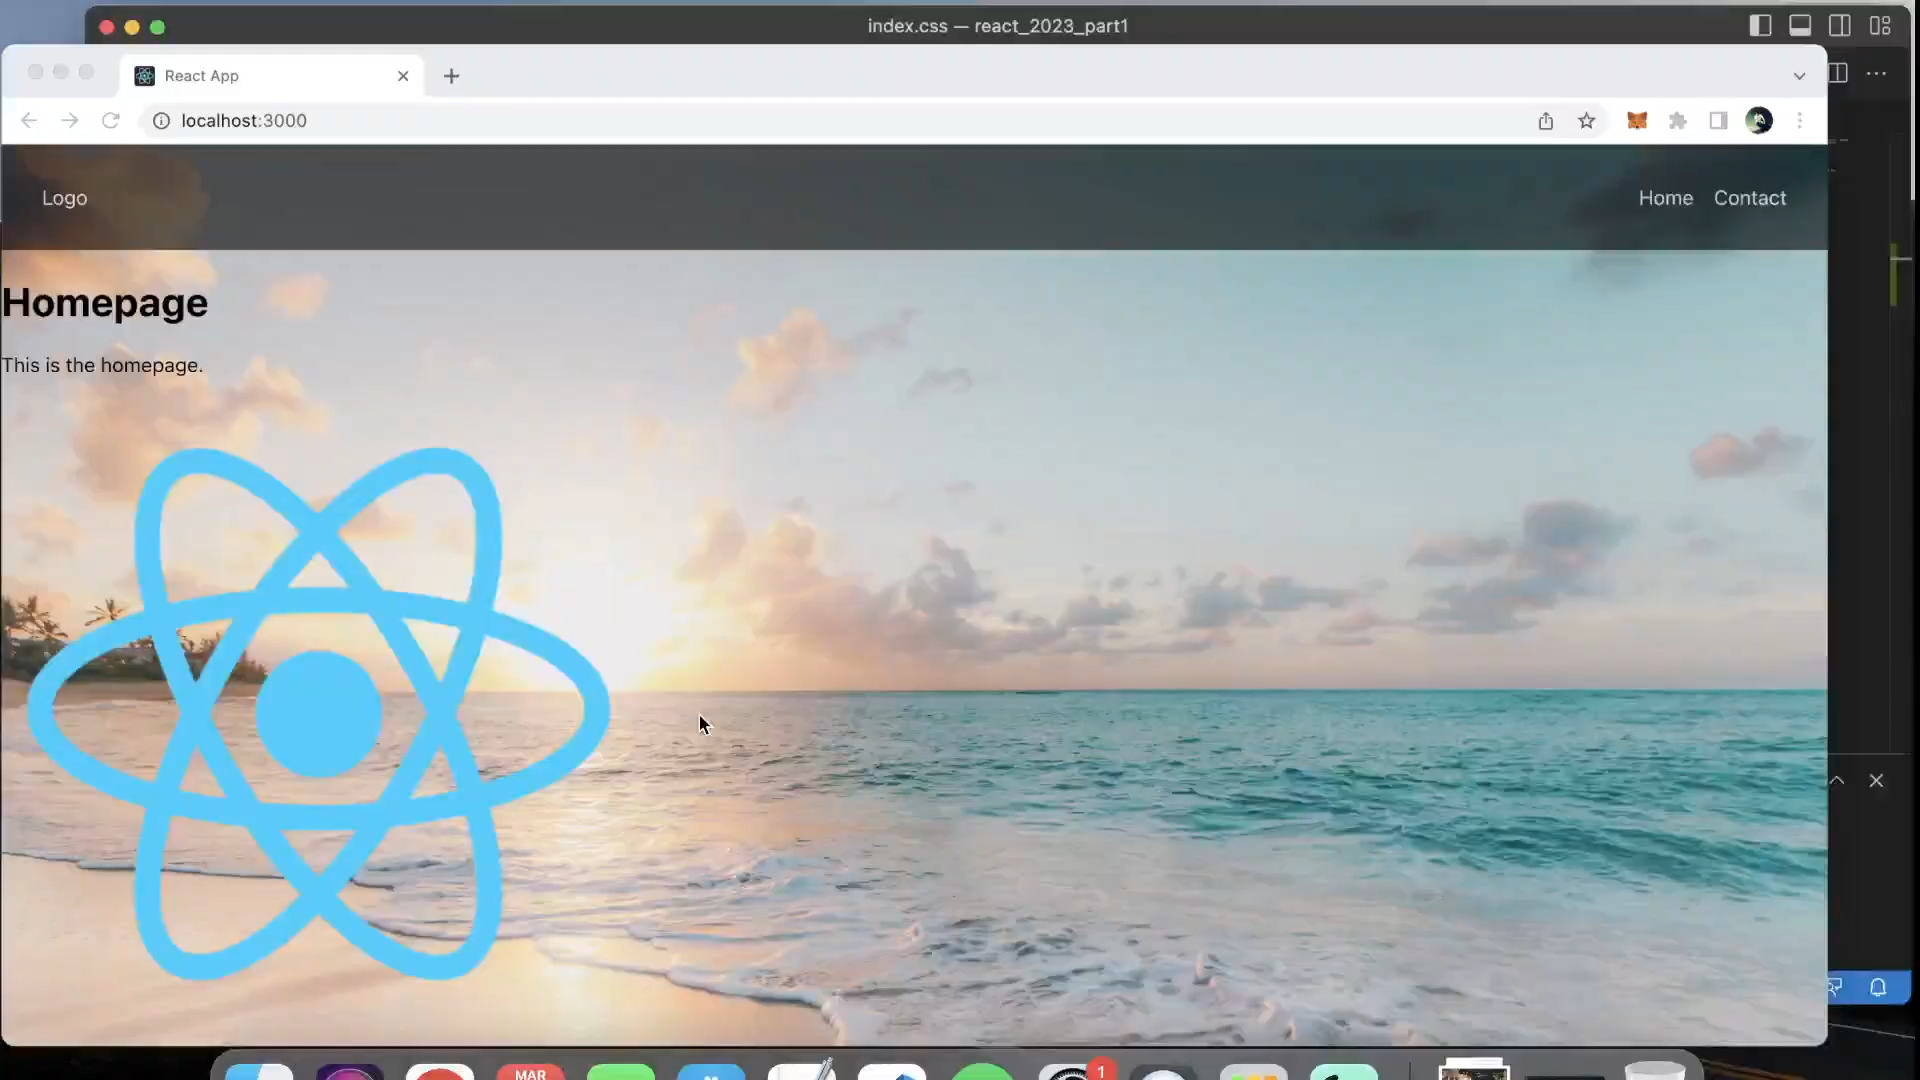 index.css — react_2023_part1
React App
localhost:3000
Logo
Home Contact
Homepage
This is the homepage.
MAR
1